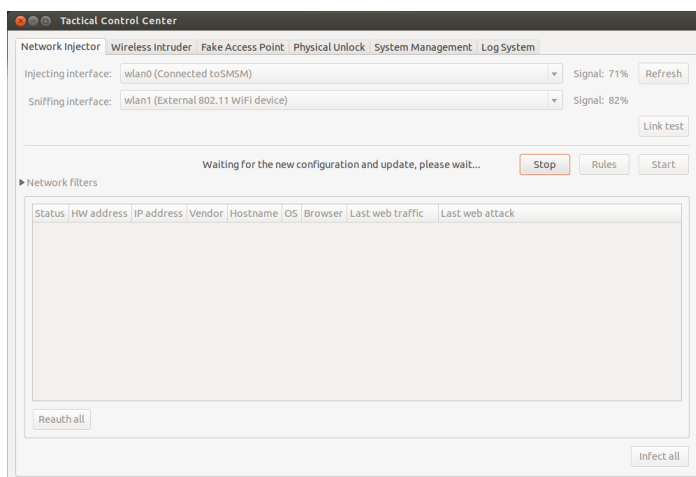 Tactical Control Center
Network Injector Wireless Intruder Fake Access Point Physical Unlock System Management Log System
Injecting interface: wlan0 (Connected toSMSM) Signal: 71% Refresh
Sniffing interface: wlan1 (External 802.11 WiFi device) Signal: 82%
Link test
Waiting for the new configuration and update, please wait... Stop Rules Start
Network filters
Status HW address IP address Vendor Hostname OS Browser Last web traffic Last web attack
Reauth all
Infect all